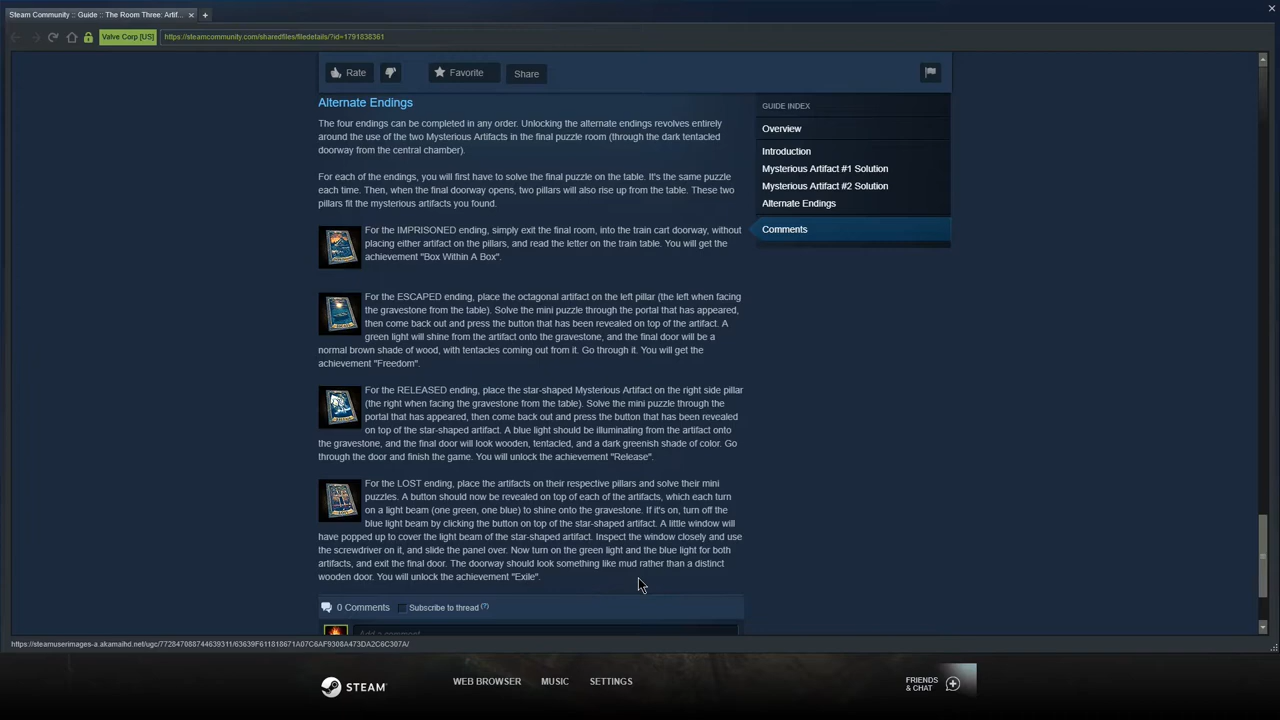 Steam Community :: Guide :: The Room Three: Artif...
Valve Corp [US]
https://steamcommunity.com/sharedfiles/filedetails/?id=1791838361
Rate
Favorite
Share
Alternate Endings
The four endings can be completed in any order. Unlocking the alternate endings revolves entirely
around the use of the two Mysterious Artifacts in the final puzzle room (through the dark tentacled
doorway from the central chamber).
For each of the endings, you will first have to solve the final puzzle on the table. It's the same puzzle
each time. Then, when the final doorway opens, two pillars will also rise up from the table. These two
pillars fit the mysterious artifacts you found.
For the IMPRISONED ending, simply exit the final room, into the train cart doorway, without
placing either artifact on the pillars, and read the letter on the train table. You will get the
achievement "Box Within A Box".
For the ESCAPED ending, place the octagonal artifact on the left pillar (the left when facing
the gravestone from the table). Solve the mini puzzle through the portal that has appeared,
then come back out and press the button that has been revealed on top of the artifact. A
green light will shine from the artifact onto the gravestone, and the final door will be a
normal brown shade of wood, with tentacles coming out from it. Go through it. You will get the
achievement "Freedom".
For the RELEASED ending, place the star-shaped Mysterious Artifact on the right side pillar
(the right when facing the gravestone from the table). Solve the mini puzzle through the
portal that has appeared, then come back out and press the button that has been revealed
on top of the star-shaped artifact. A blue light should be illuminating from the artifact onto
the gravestone, and the final door will look wooden, tentacled, and a dark greenish shade of color. Go
through the door and finish the game. You will unlock the achievement "Release".
For the LOST ending, place the artifacts on their respective pillars and solve their mini
puzzles. A button should now be revealed on top of each of the artifacts, which each turn
on a light beam (one green, one blue) to shine onto the gravestone. If it's on, turn off the
blue light beam by clicking the button on top of the star-shaped artifact. A little window will
have popped up to cover the light beam of the star-shaped artifact. Inspect the window closely and use
the screwdriver on it, and slide the panel over. Now turn on the green light and the blue light for both
artifacts, and exit the final door. The doorway should look something like mud rather than a distinct
wooden door. You will unlock the achievement "Exile".
0 Comments
Subscribe to thread (?)
Add a comment
GUIDE INDEX
Overview
Introduction
Mysterious Artifact #1 Solution
Mysterious Artifact #2 Solution
Alternate Endings
Comments
STEAM
WEB BROWSER
MUSIC
SETTINGS
FRIENDS
& CHAT